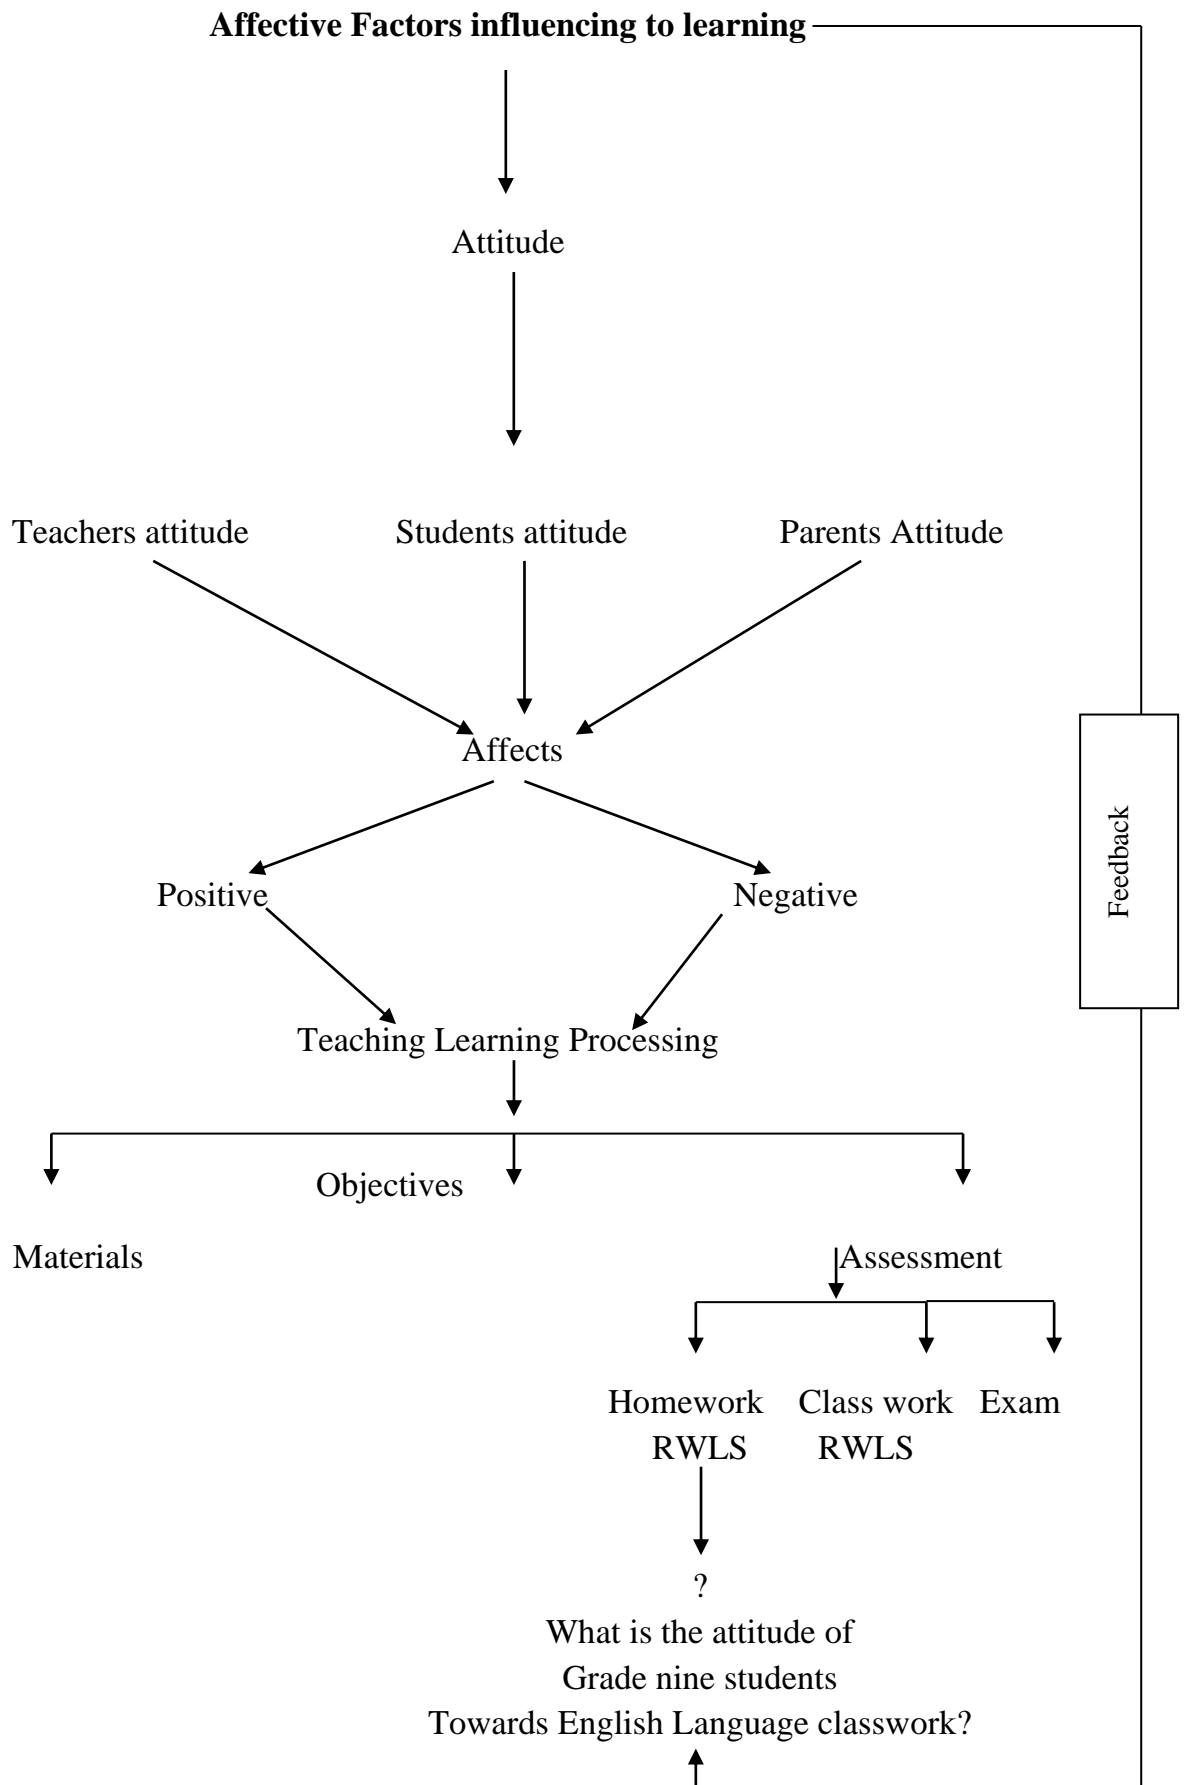 Affective Factors influencing to learning
Attitude
Teachers attitude Students attitude Parents Attitude
Affects
Feedback
Positive Negative
Teaching Learning Processing
Objectives
Materials Assessment
Homework Class work Exam
RWLS RWLS
?
What is the attitude of
Grade nine students
Towards English Language classwork?